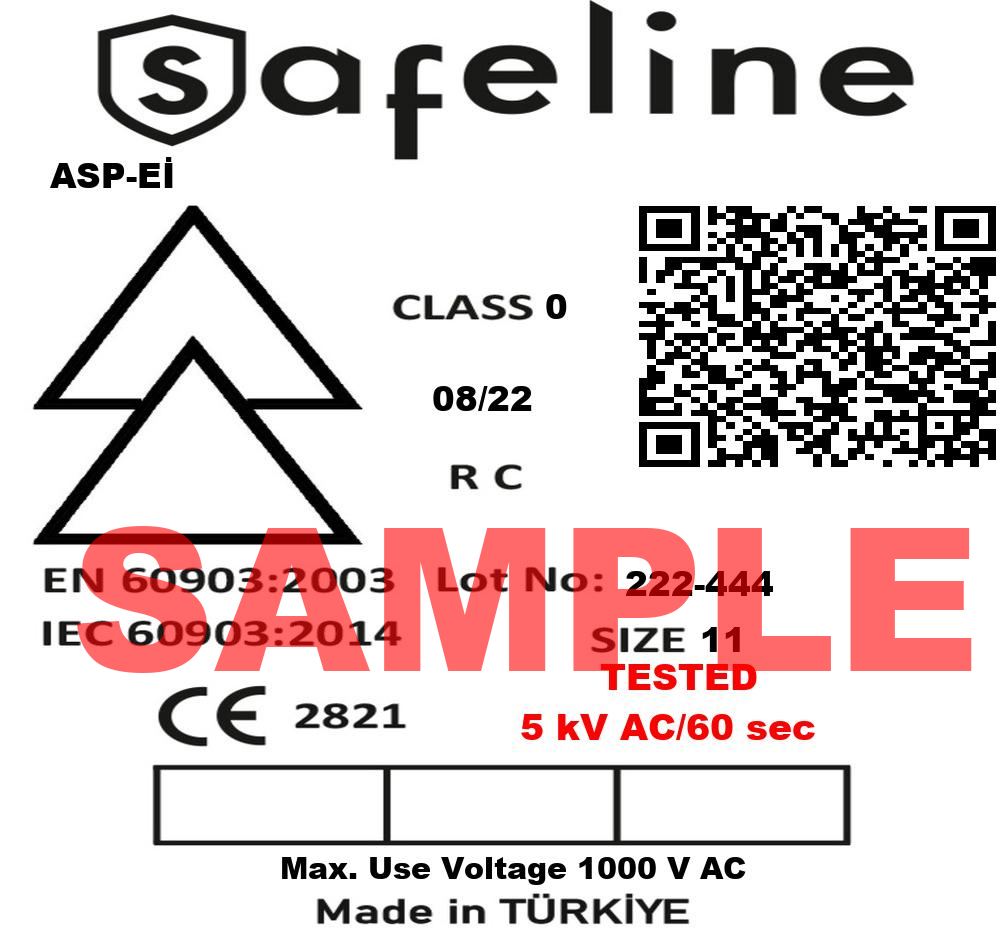 Safeline
ASP-Eİ
CLASS 0
08/22
R C
SAMPLE
EN 60903:2003 Lot No: 222-444
IEC 60903:2014 SIZE 11
TESTED
CE 2821 5 kV AC/60 sec
Max. Use Voltage 1000 V AC
Made in TÜRKİYE